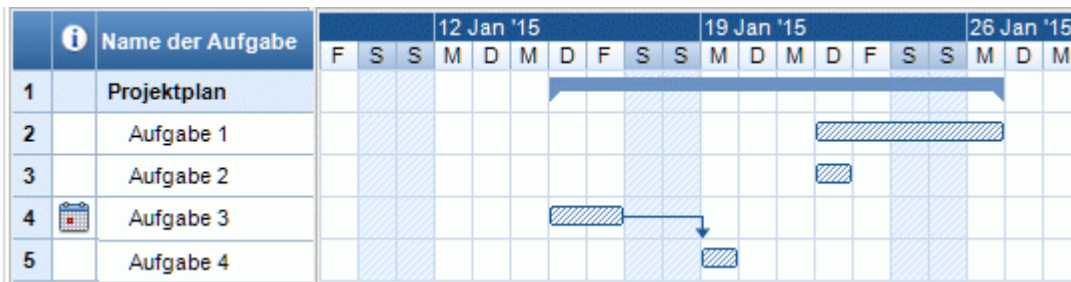 12 Jan '15 19 Jan '15 26 Jan '15
i Name der Aufgabe
F S S M D M D F S S M D M D F S S M D M
1 Projektplan
2 Aufgabe 1
3 Aufgabe 2
4 Aufgabe 3
5 Aufgabe 4